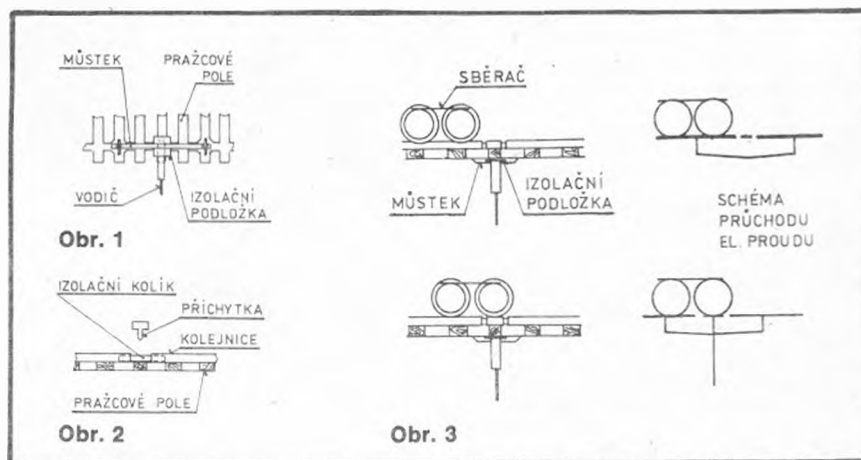 MŮSTEK
PRAŽCOVÉ
POLE
VODIČ
IZOLAČNÍ
PODLOŽKA
Obr. 1
IZOLAČNÍ KOLÍK
PŘÍCHYTKA
KOLEJNICE
PRAŽCOVÉ POLE
Obr. 2
SBĚRAČ
MŮSTEK
IZOLAČNÍ
PODLOŽKA
SCHÉMA
PRŮCHODU
EL. PROUDU
Obr. 3